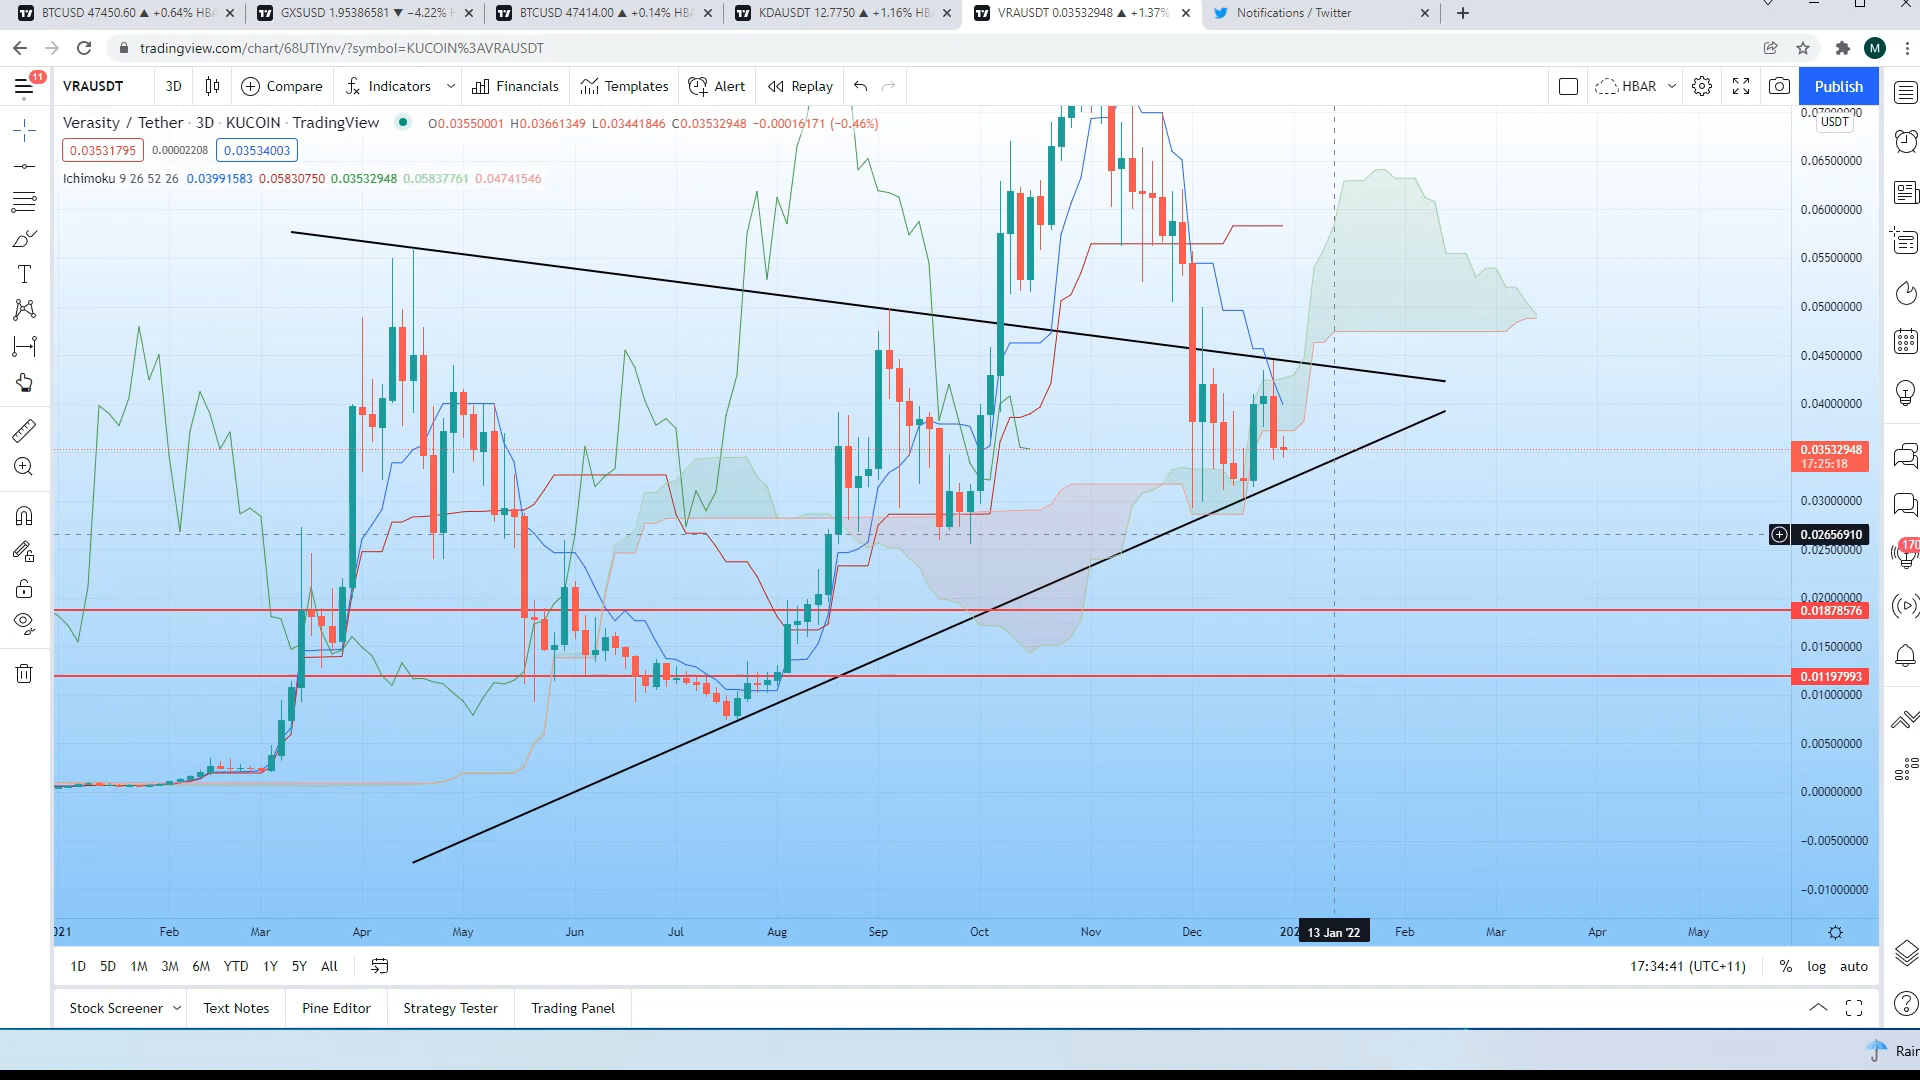 BTCUSD 47450.60 ▲ +0.64% HBA
GXSUSD 1.95386581 ▼ −4.22% H
BTCUSD 47414.00 ▲ +0.14% HBA
KDAUSDT 12.7750 ▲ +1.16% HB
VRAUSDT 0.03532948 ▲ +1.37%
Notifications / Twitter
tradingview.com/chart/68UTIYnv/?symbol=KUCOIN%3AVRAUSDT
M
11
VRAUSDT 3D Compare Indicators Financials Templates Alert Replay HBAR Publish
Verasity / Tether · 3D · KUCOIN · TradingView O0.03550001 H0.03661349 L0.03441846 C0.03532948 −0.00016171 (−0.46%)
0.03531795 0.00002208 0.03534003
Ichimoku 9 26 52 26 0.03991583 0.05830750 0.03532948 0.05837761 0.04741546
USDT
0.06500000
0.06000000
0.05500000
0.05000000
0.04500000
0.04000000
0.03532948
17:25:18
0.03000000
0.02656910
0.02500000
0.02000000
0.01878576
0.01500000
0.01197993
0.01000000
0.00500000
0.00000000
−0.00500000
−0.01000000
170
021 Feb Mar Apr May Jun Jul Aug Sep Oct Nov Dec 202 13 Jan '22 Feb Mar Apr May
1D 5D 1M 3M 6M YTD 1Y 5Y All 17:34:41 (UTC+11) % log auto
Stock Screener Text Notes Pine Editor Strategy Tester Trading Panel
Rain